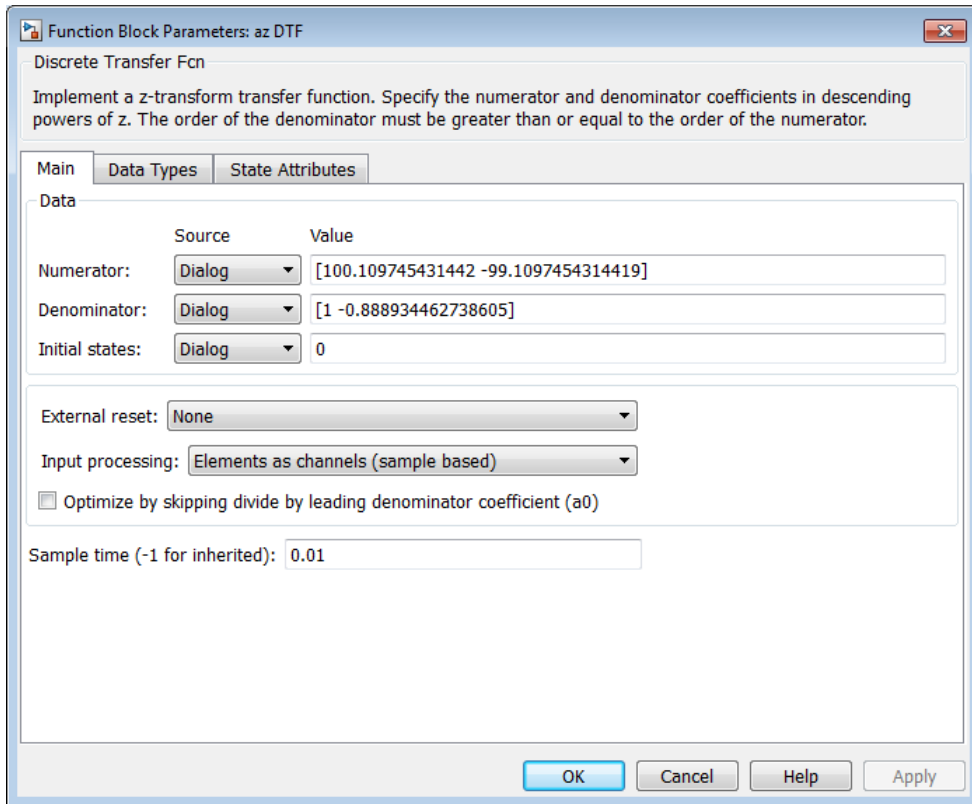 Function Block Parameters: az DTF
Discrete Transfer Fcn
Implement a z-transform transfer function. Specify the numerator and denominator coefficients in descending
powers of z. The order of the denominator must be greater than or equal to the order of the numerator.
Main Data Types State Attributes
Data
Source Value
Numerator: Dialog [100.109745431442 -99.1097454314419]
Denominator: Dialog [1 -0.888934462738605]
Initial states: Dialog 0
External reset: None
Input processing: Elements as channels (sample based)
Optimize by skipping divide by leading denominator coefficient (a0)
Sample time (-1 for inherited): 0.01
OK Cancel Help Apply